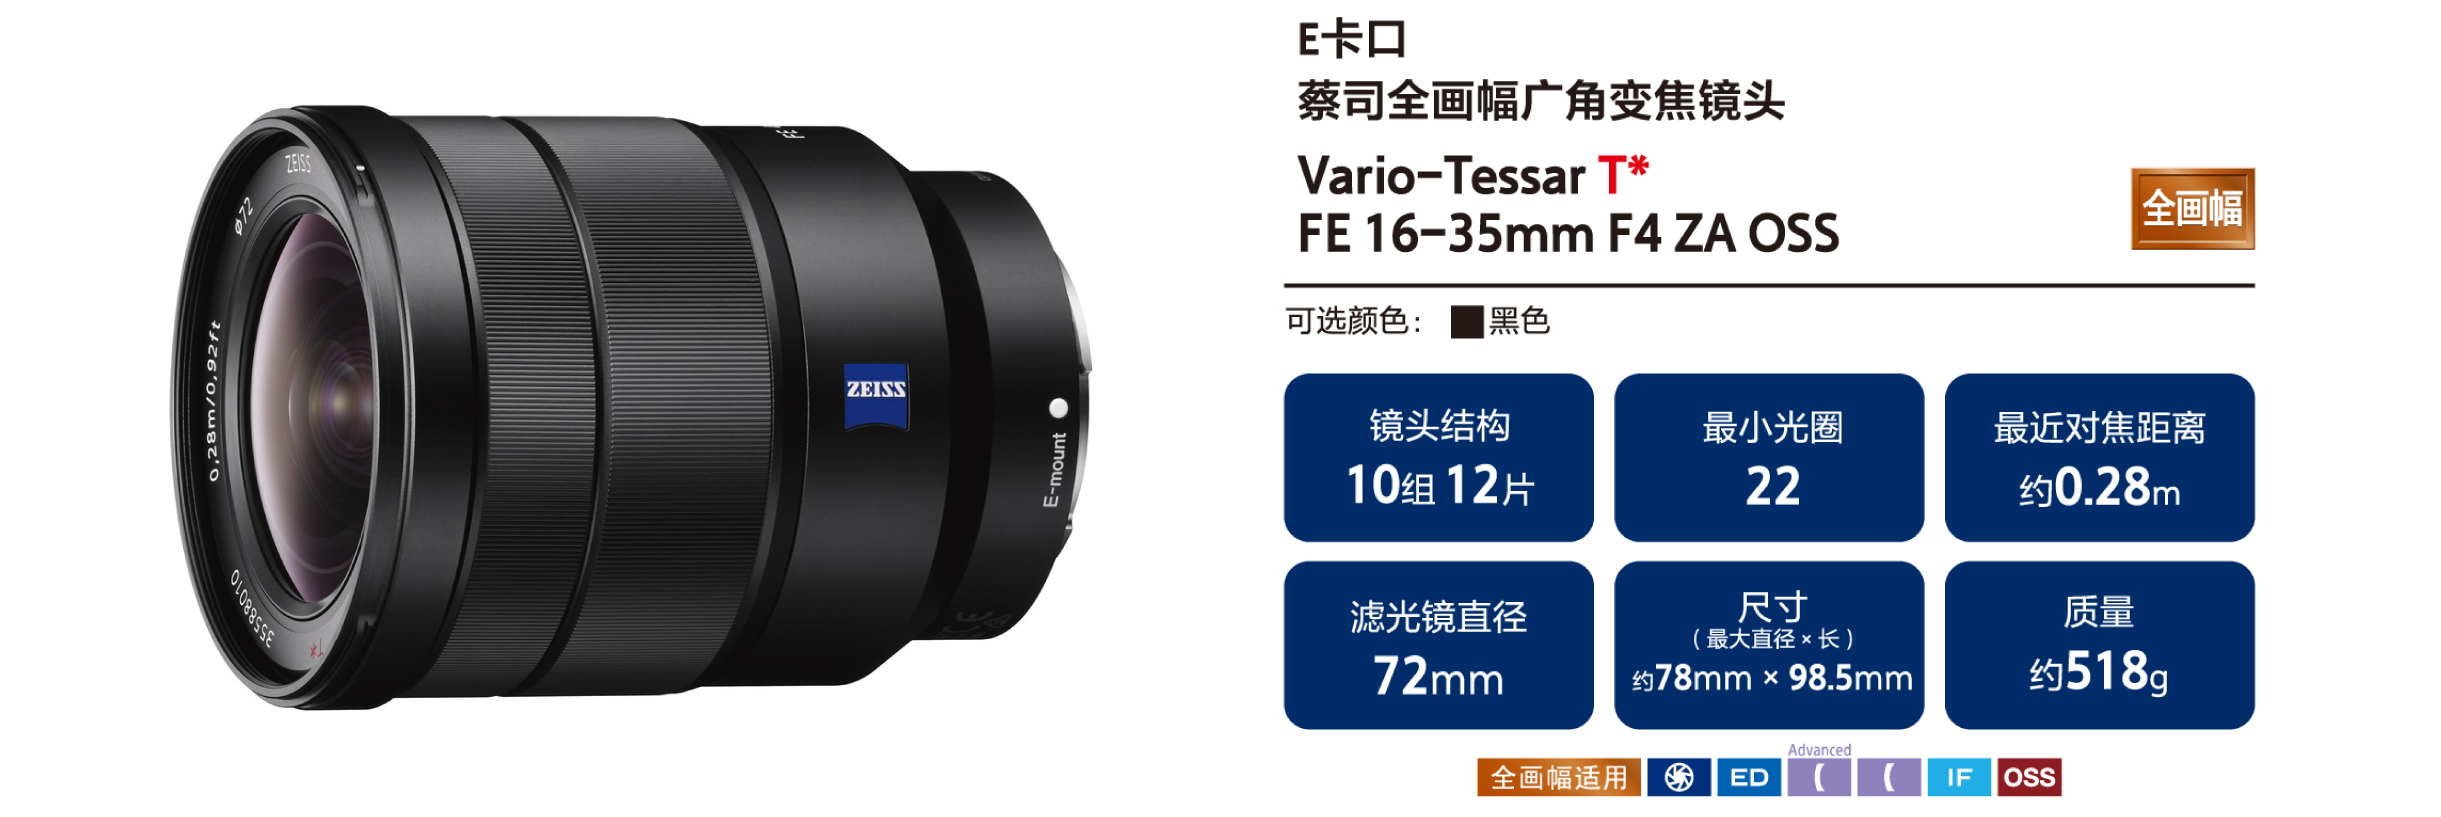 ZEISS
Ø72
0,28m/0,92ft
35588010
T*
FE
ZEISS
E-mount
E卡口
蔡司全画幅广角变焦镜头
Vario-Tessar T*
FE 16-35mm F4 ZA OSS
全画幅
可选颜色： 黑色
镜头结构
10组 12片
最小光圈
22
最近对焦距离
约0.28m
滤光镜直径
72mm
尺寸
（最大直径×长）
约78mm × 98.5mm
质量
约518g
Advanced
全画幅适用 ED IF OSS